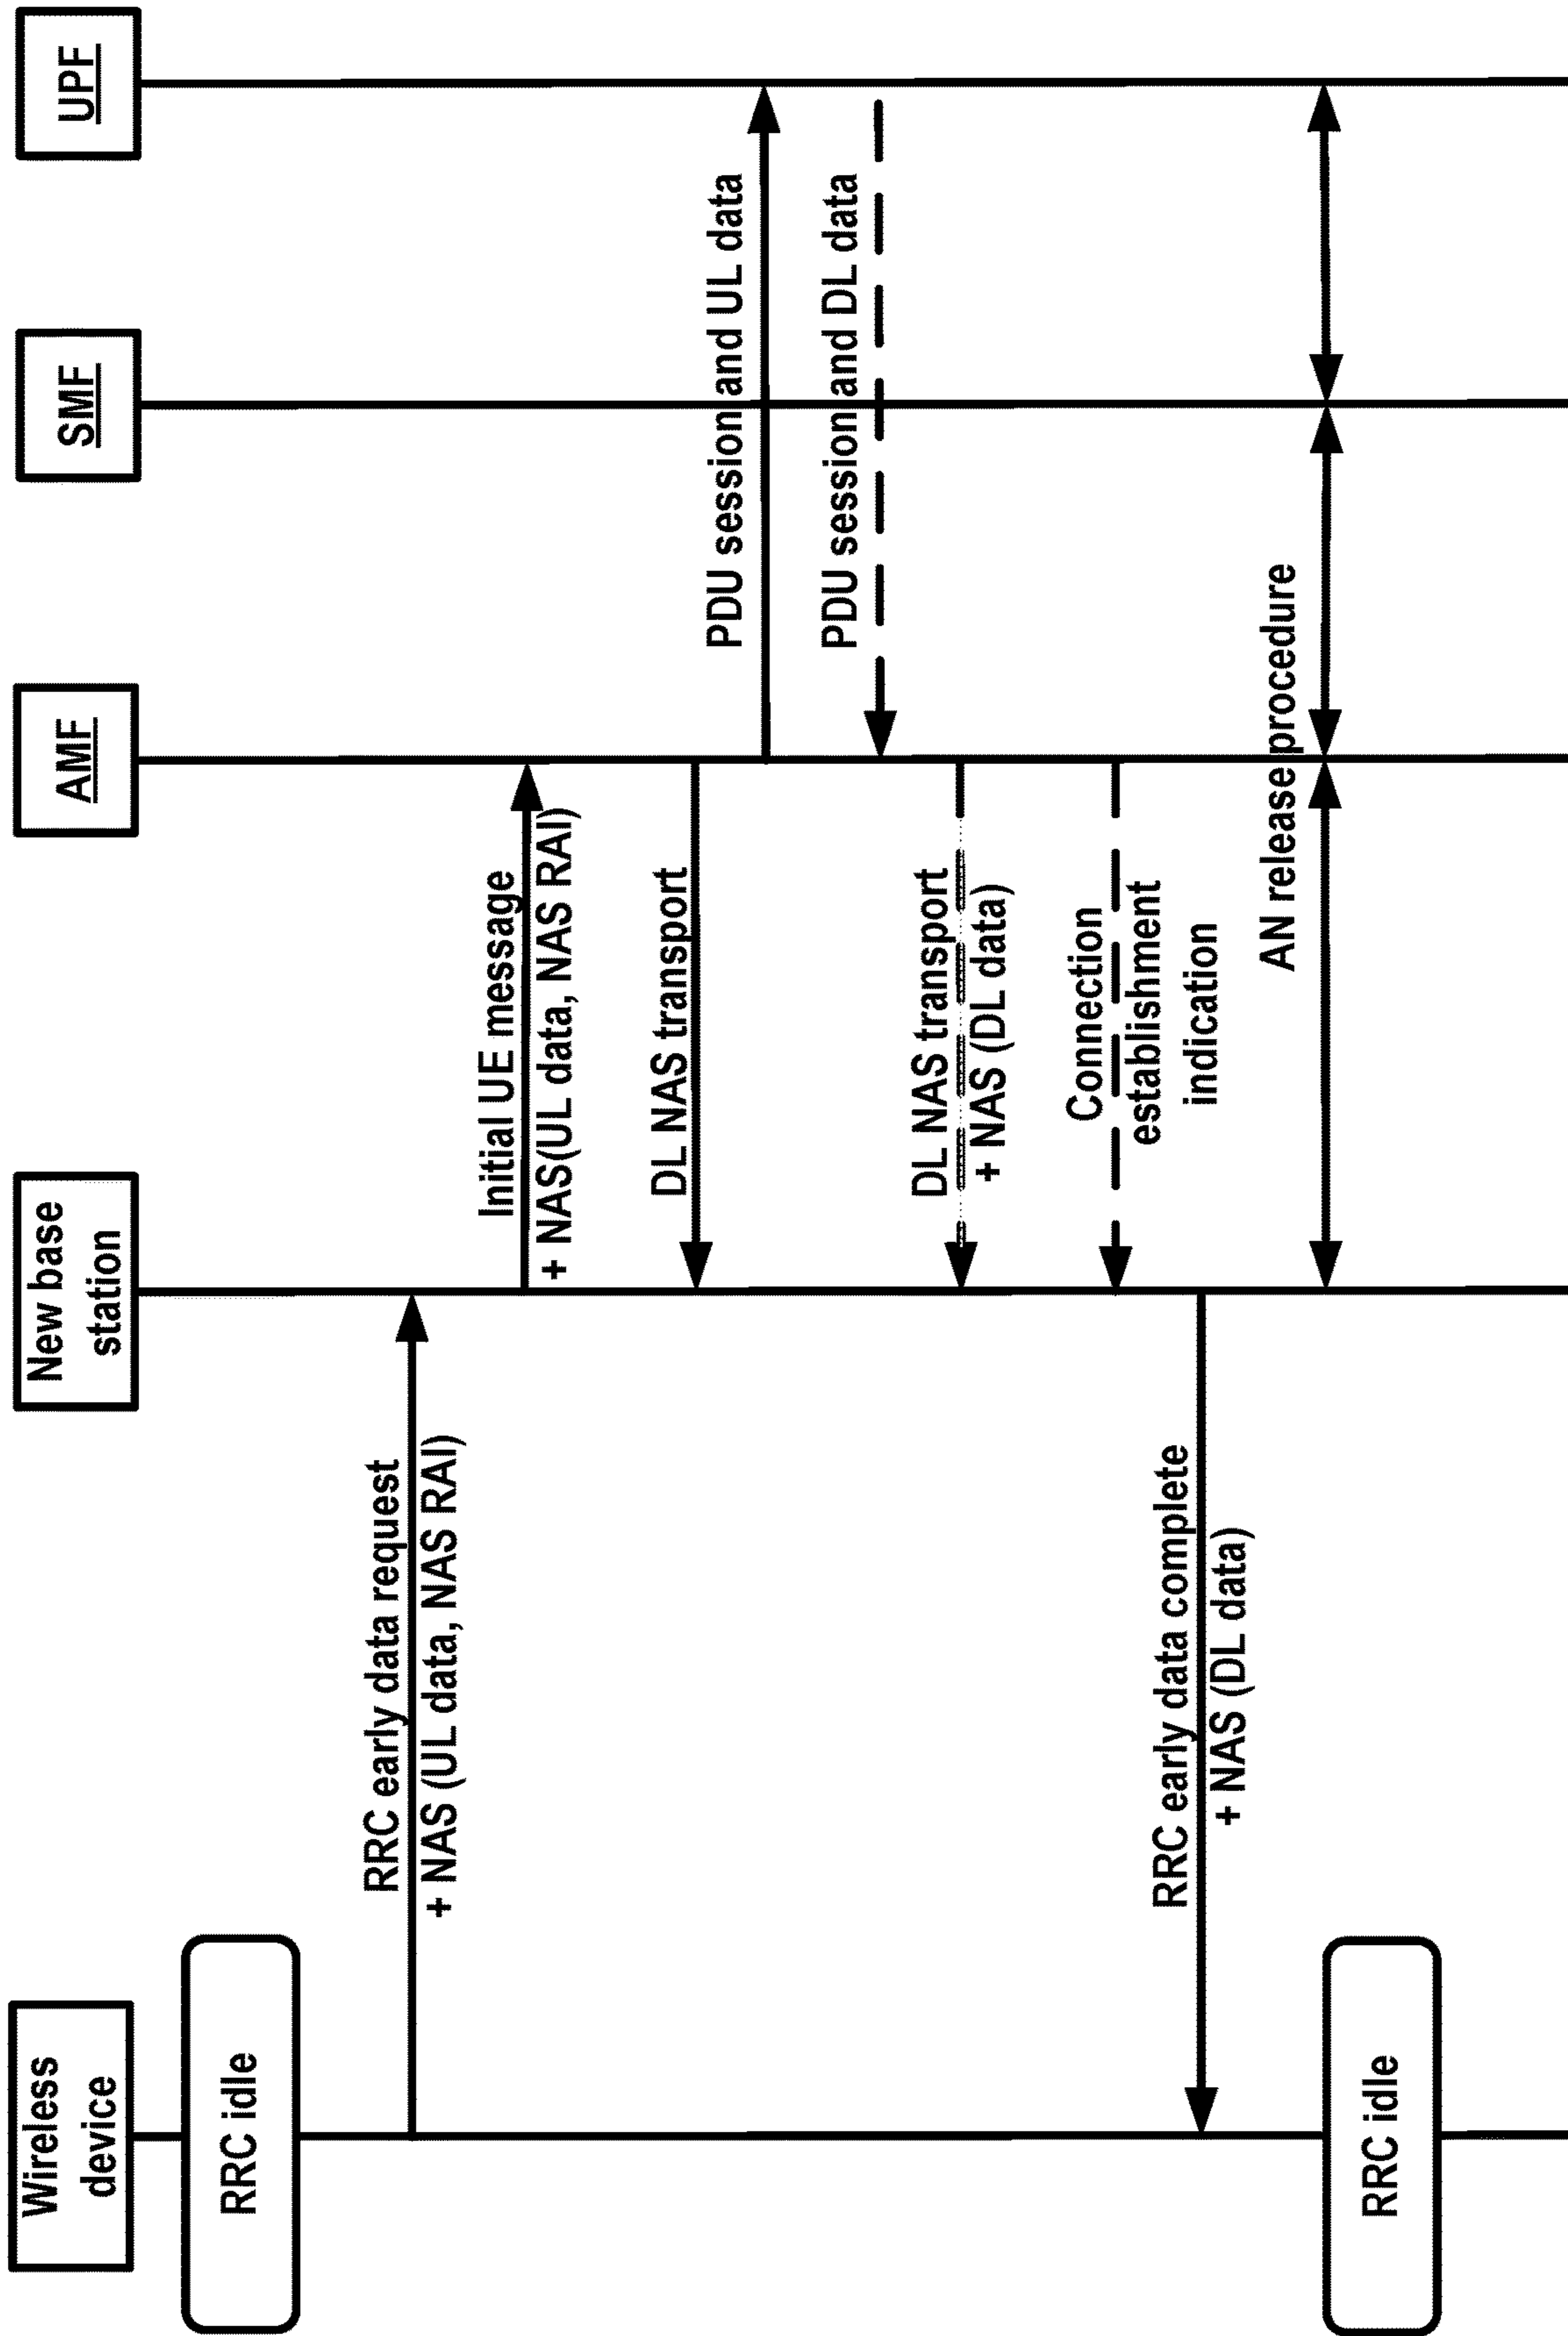 Wireless
device
New base
station
AMF
SMF
UPF
RRC idle
RRC early data request
+ NAS (UL data, NAS RAI)
Initial UE message
+ NAS(UL data, NAS RAI)
DL NAS transport
PDU session and UL data
PDU session and DL data
DL NAS transport
+ NAS (DL data)
Connection
establishment
indication
RRC early data complete
+ NAS (DL data)
AN release procedure
RRC idle